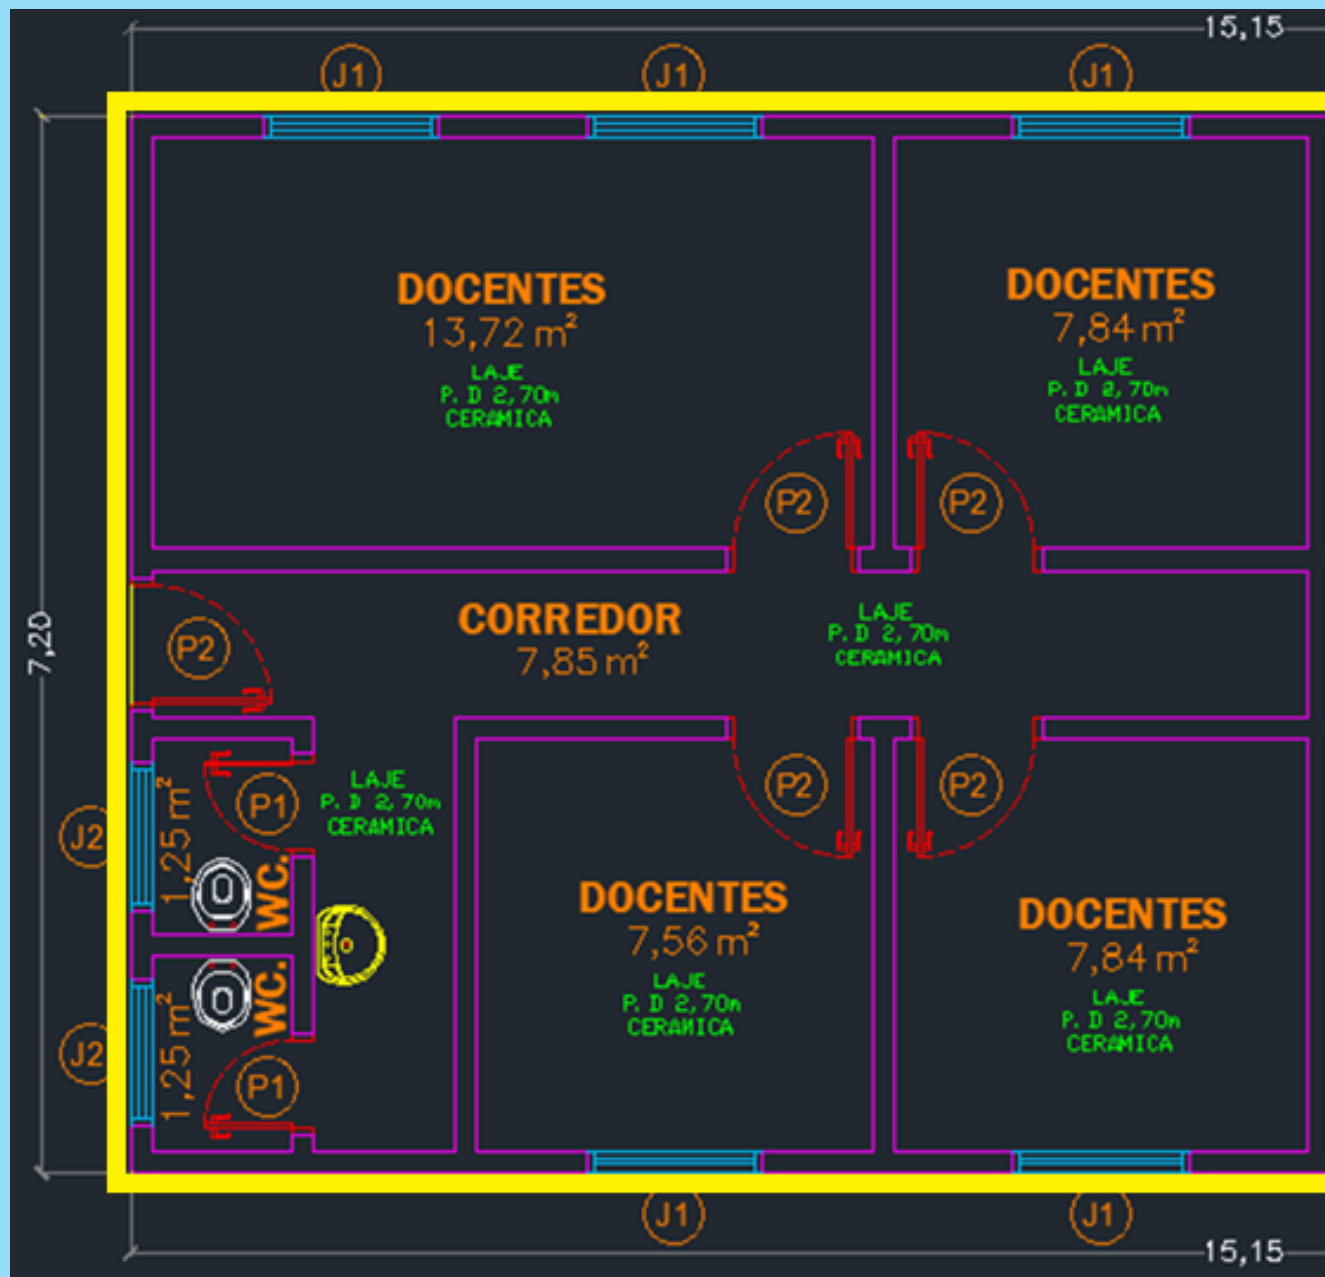 15,15
J1
J1
J1
DOCENTES
13,72 m²
LAJE
P. D 2,70m
CERAMICA
DOCENTES
7,84 m²
LAJE
P. D 2,70m
CERAMICA
P2
P2
7,20
P2
CORREDOR
7,85 m²
LAJE
P. D 2,70m
CERAMICA
J2
1,25 m²
WC.
P1
LAJE
P. D 2,70m
CERAMICA
P2
P2
DOCENTES
7,56 m²
LAJE
P. D 2,70m
CERAMICA
DOCENTES
7,84 m²
LAJE
P. D 2,70m
CERAMICA
J2
1,25 m²
WC.
P1
J1
J1
15,15